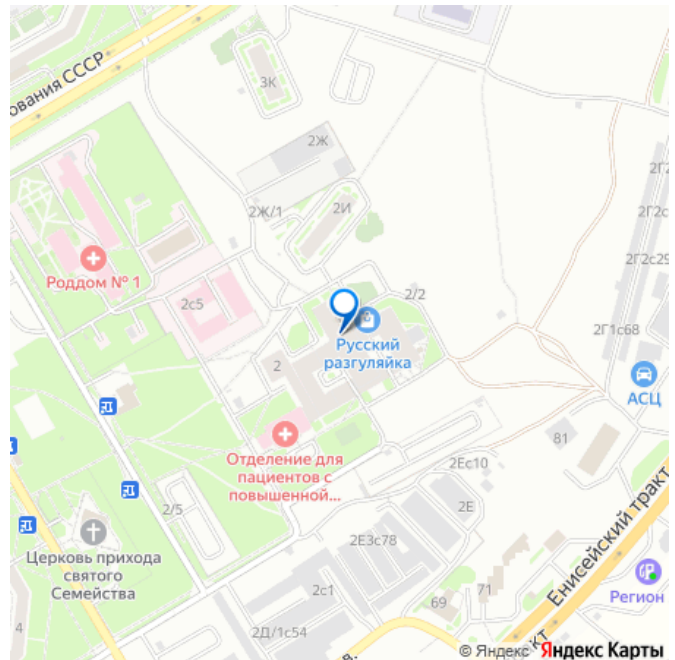 ования СССР
3К
2Ж
2Г2
2Г2с
2Ж/1
2И
2Г2с29
Роддом № 1
2с5
2/2
2Г1с68
Русский
разгуляйка
2
АСЦ
81
Отделение для
пациентов с
повышенной...
2Ес10
2Е
2/5
Енисейский тракт
2Е3с78
Церковь прихода
святого
Семейства
2с1
71
69
Регион
4
2Д/1с54
в.
кт
© Яндекс Яндекс Карты